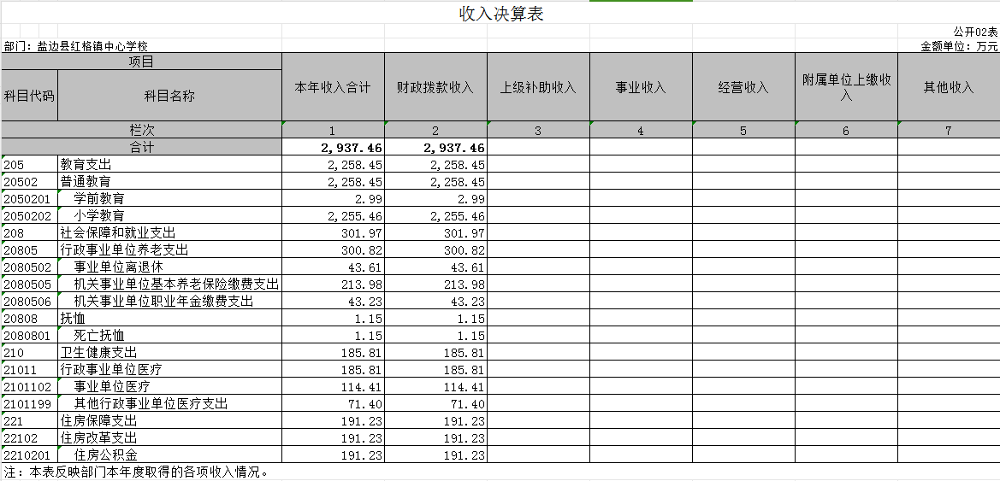 收入决算表
公开02表
部门：盐边县红格镇中心学校 金额单位：万元
项目 本年收入合计 财政拨款收入 上级补助收入 事业收入 经营收入 附属单位上缴收入 其他收入
科目代码 科目名称
栏次 1 2 3 4 5 6 7
合计 2,937.46 2,937.46
205 教育支出 2,258.45 2,258.45
20502 普通教育 2,258.45 2,258.45
2050201 学前教育 2.99 2.99
2050202 小学教育 2,255.46 2,255.46
208 社会保障和就业支出 301.97 301.97
20805 行政事业单位养老支出 300.82 300.82
2080502 事业单位离退休 43.61 43.61
2080505 机关事业单位基本养老保险缴费支出 213.98 213.98
2080506 机关事业单位职业年金缴费支出 43.23 43.23
20808 抚恤 1.15 1.15
2080801 死亡抚恤 1.15 1.15
210 卫生健康支出 185.81 185.81
21011 行政事业单位医疗 185.81 185.81
2101102 事业单位医疗 114.41 114.41
2101199 其他行政事业单位医疗支出 71.40 71.40
221 住房保障支出 191.23 191.23
22102 住房改革支出 191.23 191.23
2210201 住房公积金 191.23 191.23
注：本表反映部门本年度取得的各项收入情况。